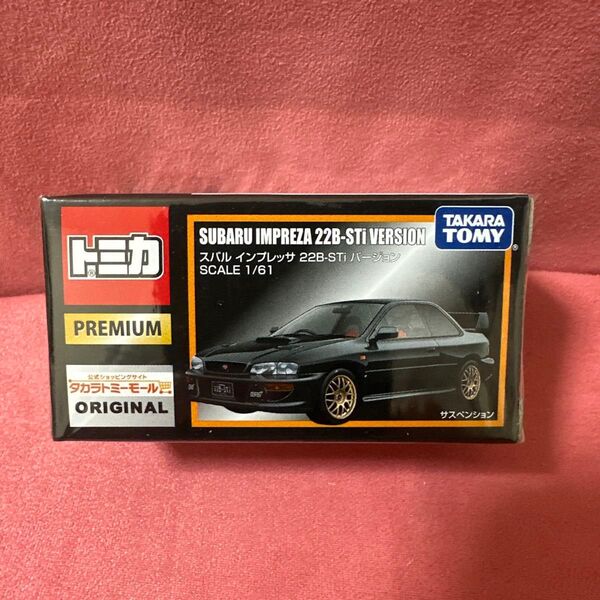 トミカ
®
PREMIUM
公式ショッピングサイト
タカラトミーモール
ORIGINAL
SUBARU IMPREZA 22B-STi VERSION
スバル インプレッサ 22B-STi バージョン
SCALE 1/61
TAKARA
TOMY
®
22B-STi
サスペンション